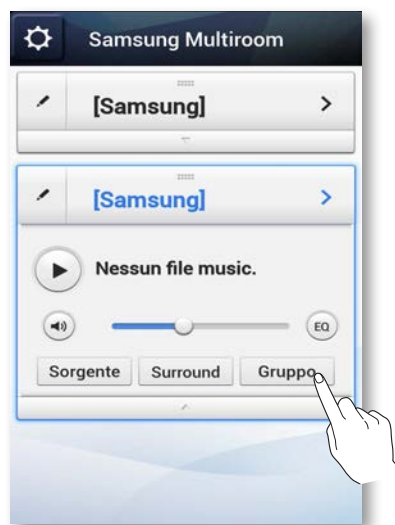 Samsung Multiroom
[Samsung]
[Samsung]
Nessun file music.
EQ
Sorgente Surround Gruppo